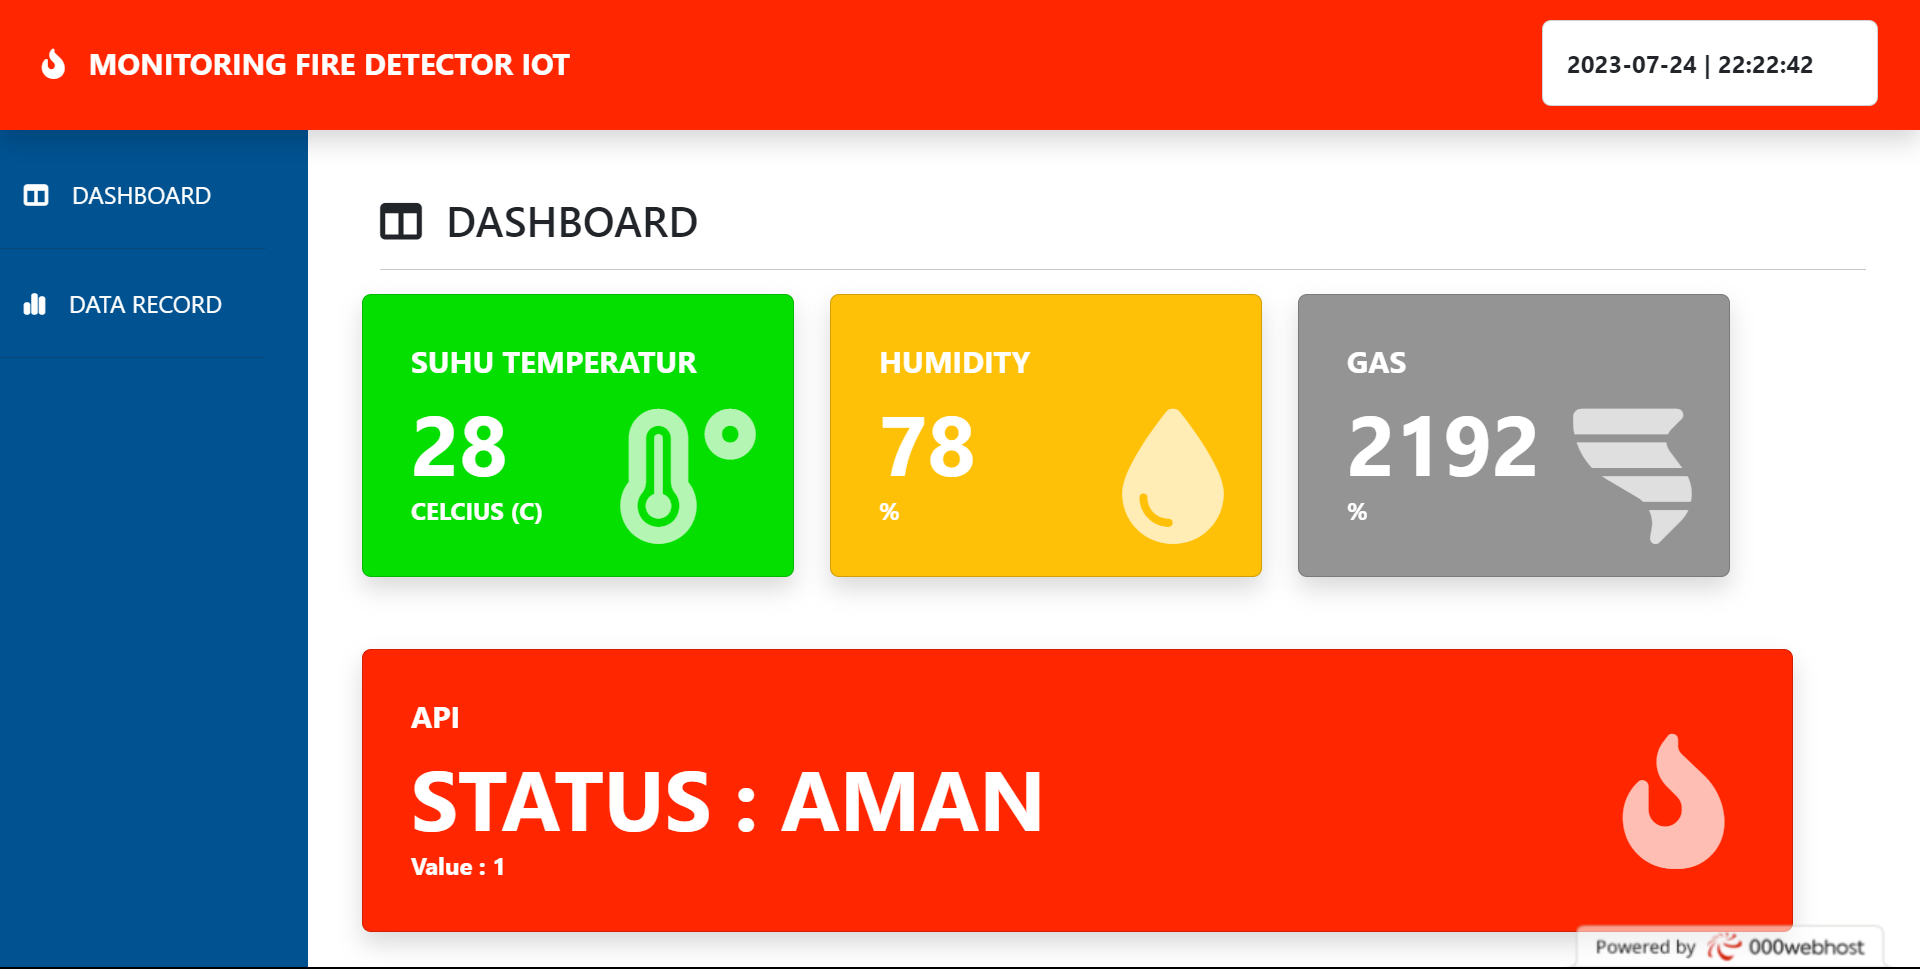 MONITORING FIRE DETECTOR IOT
2023-07-24 | 22:22:42
DASHBOARD
DATA RECORD
DASHBOARD
SUHU TEMPERATUR
28
CELCIUS (C)
HUMIDITY
78
%
GAS
2192
%
API
STATUS : AMAN
Value : 1
Powered by 000webhost